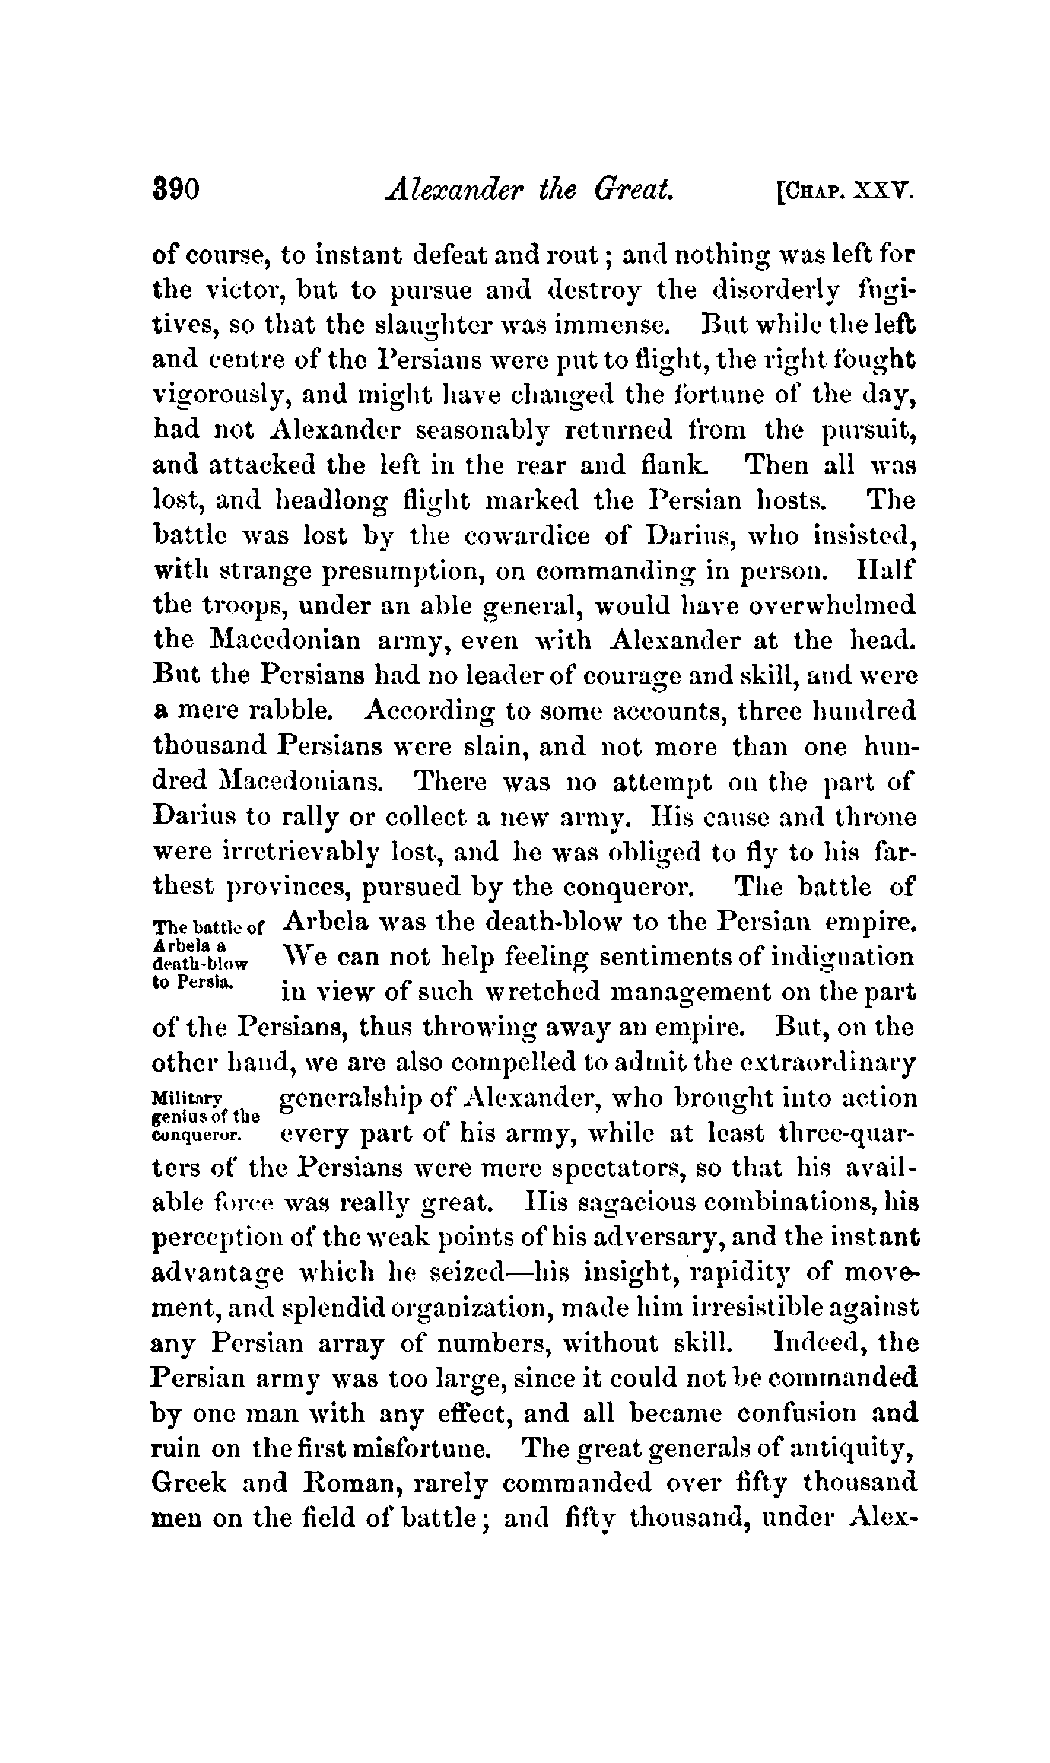 390 Alexander the Great. [CHAP. XXV.
of course, to instant defeat and rout; and nothing was left for
the victor, but to pursue and destroy the disorderly fugi-
tives, so that the slaughter was immense. But while the left
and centre of the Persians were put to flight, the right fought
vigorously, and might have changed the fortune of the day,
had not Alexander seasonably returned from the pursuit,
and attacked the left in the rear and flank. Then all was
lost, and headlong flight marked the Persian hosts. The
battle was lost by the cowardice of Darius, who insisted,
with strange presumption, on commanding in person. Half
the troops, under an able general, would have overwhelmed
the Macedonian army, even with Alexander at the head.
But the Persians had no leader of courage and skill, and were
a mere rabble. According to some accounts, three hundred
thousand Persians were slain, and not more than one hun-
dred Macedonians. There was no attempt on the part of
Darius to rally or collect a new army. His cause and throne
were irretrievably lost, and he was obliged to fly to his far-
thest provinces, pursued by the conqueror. The battle of
The battle of
Arbela a
death-blow
to Persia.
Arbela was the death-blow to the Persian empire.
We can not help feeling sentiments of indignation
in view of such wretched management on the part
of the Persians, thus throwing away an empire. But, on the
other hand, we are also compelled to admit the extraordinary
Military
genius of the
conqueror.
generalship of Alexander, who brought into action
every part of his army, while at least three-quar-
ters of the Persians were mere spectators, so that his avail-
able force was really great. His sagacious combinations, his
perception of the weak points of his adversary, and the instant
advantage which he seized—his insight, rapidity of move-
ment, and splendid organization, made him irresistible against
any Persian array of numbers, without skill. Indeed, the
Persian army was too large, since it could not be commanded
by one man with any effect, and all became confusion and
ruin on the first misfortune. The great generals of antiquity,
Greek and Roman, rarely commanded over fifty thousand
men on the field of battle; and fifty thousand, under Alex-